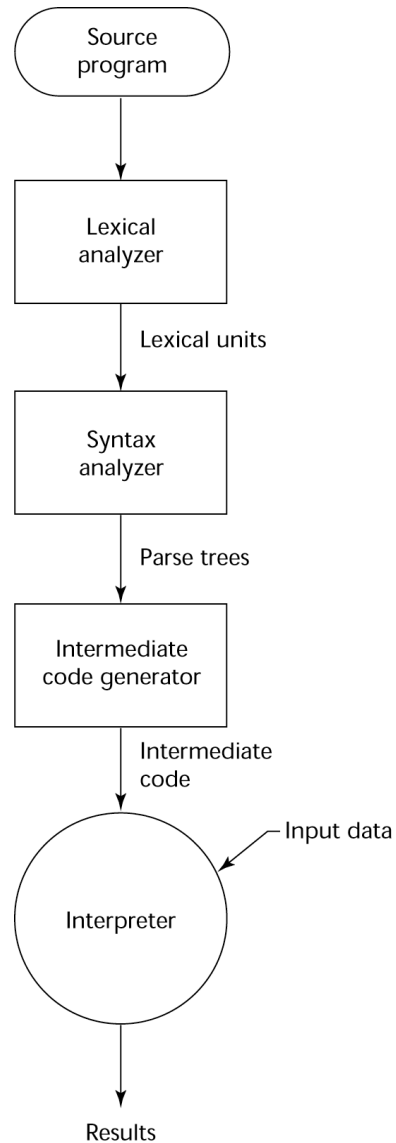 Source
program
Lexical
analyzer
Lexical units
Syntax
analyzer
Parse trees
Intermediate
code generator
Intermediate
code
Input data
Interpreter
Results